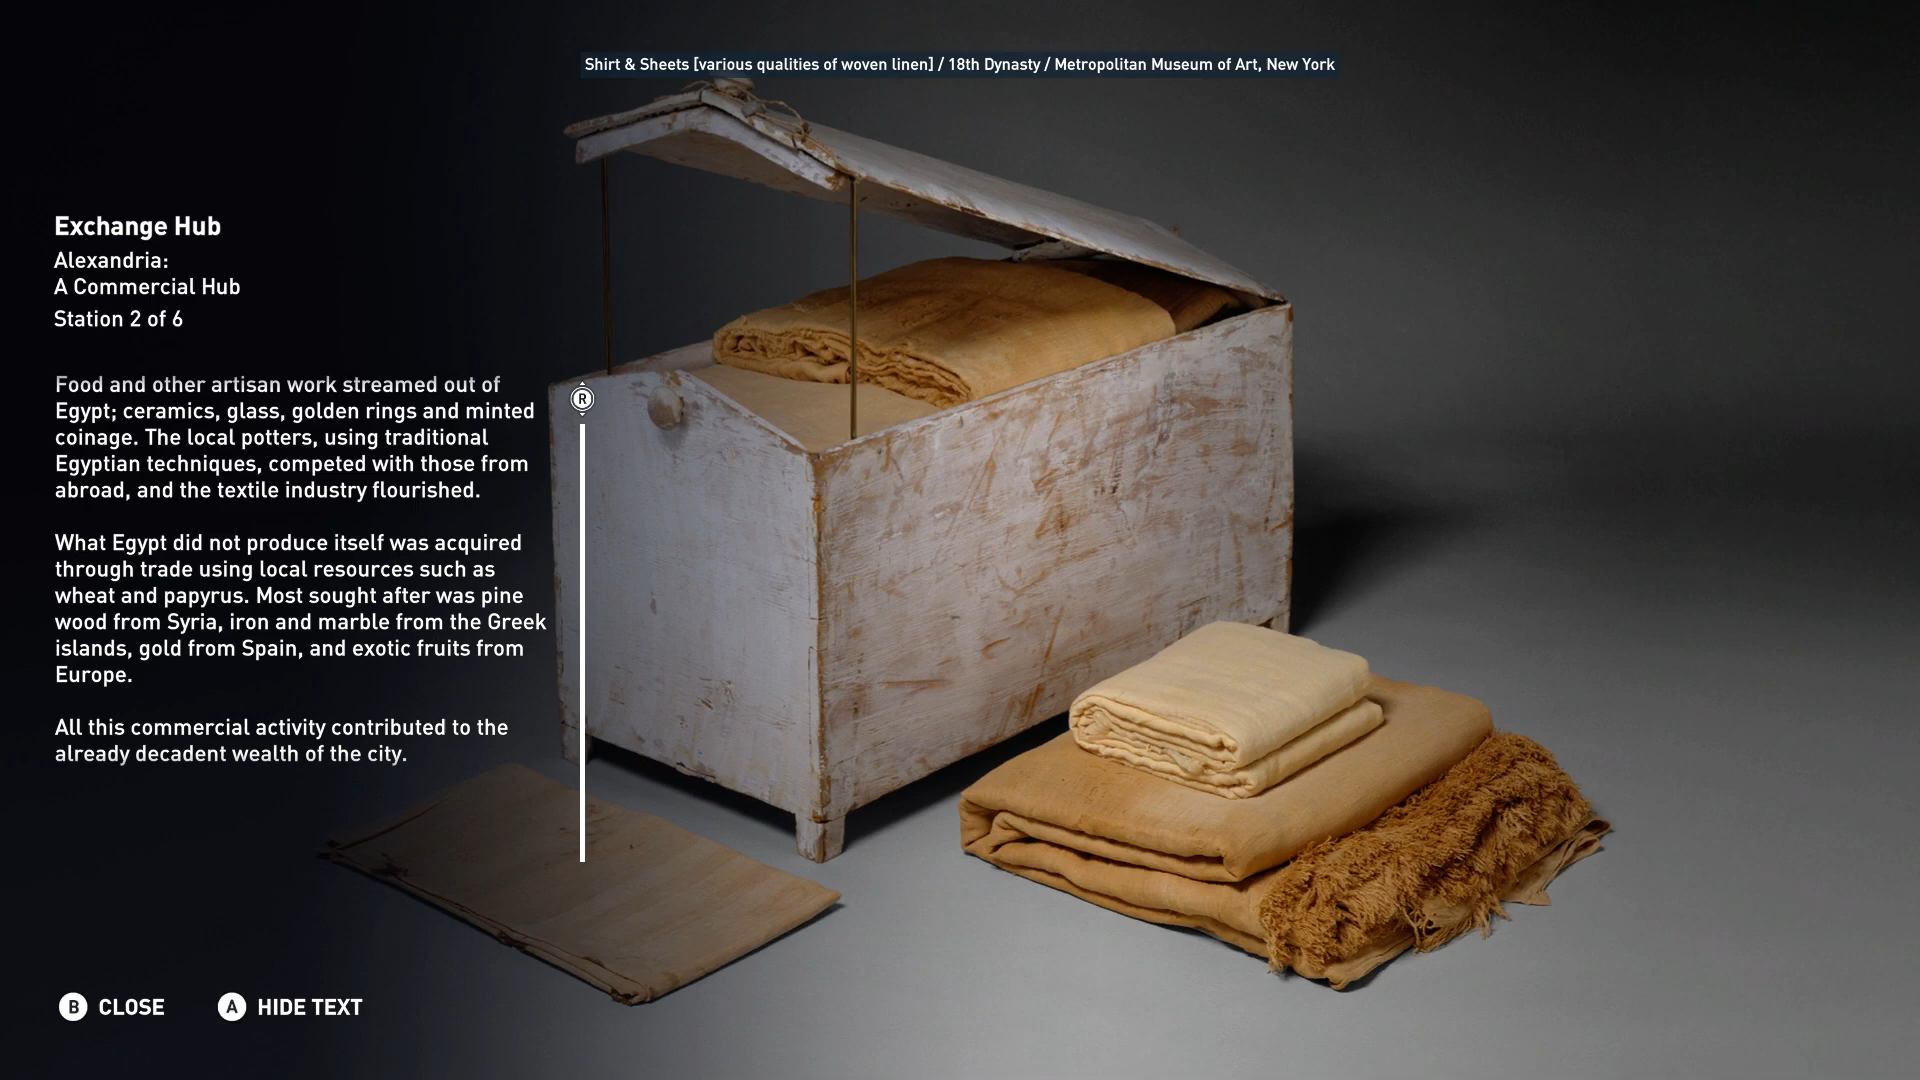 Shirt & Sheets [various qualities of woven linen] / 18th Dynasty / Metropolitan Museum of Art, New York
Exchange Hub
Alexandria:
A Commercial Hub
Station 2 of 6
Food and other artisan work streamed out of
Egypt; ceramics, glass, golden rings and minted
coinage. The local potters, using traditional
Egyptian techniques, competed with those from
abroad, and the textile industry flourished.
What Egypt did not produce itself was acquired
through trade using local resources such as
wheat and papyrus. Most sought after was pine
wood from Syria, iron and marble from the Greek
islands, gold from Spain, and exotic fruits from
Europe.
All this commercial activity contributed to the
already decadent wealth of the city.
R
B CLOSE A HIDE TEXT